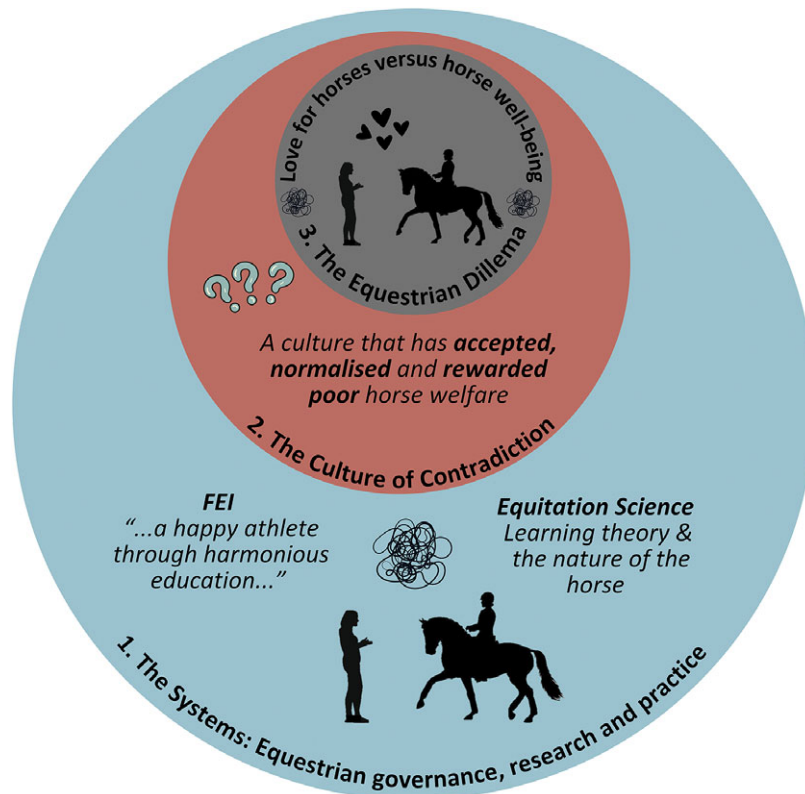 Love for horses versus horse well-being
3. The Equestrian Dillema
???
A culture that has accepted,
normalised and rewarded
poor horse welfare
2. The Culture of Contradiction
FEI
“...a happy athlete
through harmonious
education...”
Equitation Science
Learning theory &
the nature of the
horse
1. The Systems: Equestrian governance, research and practice